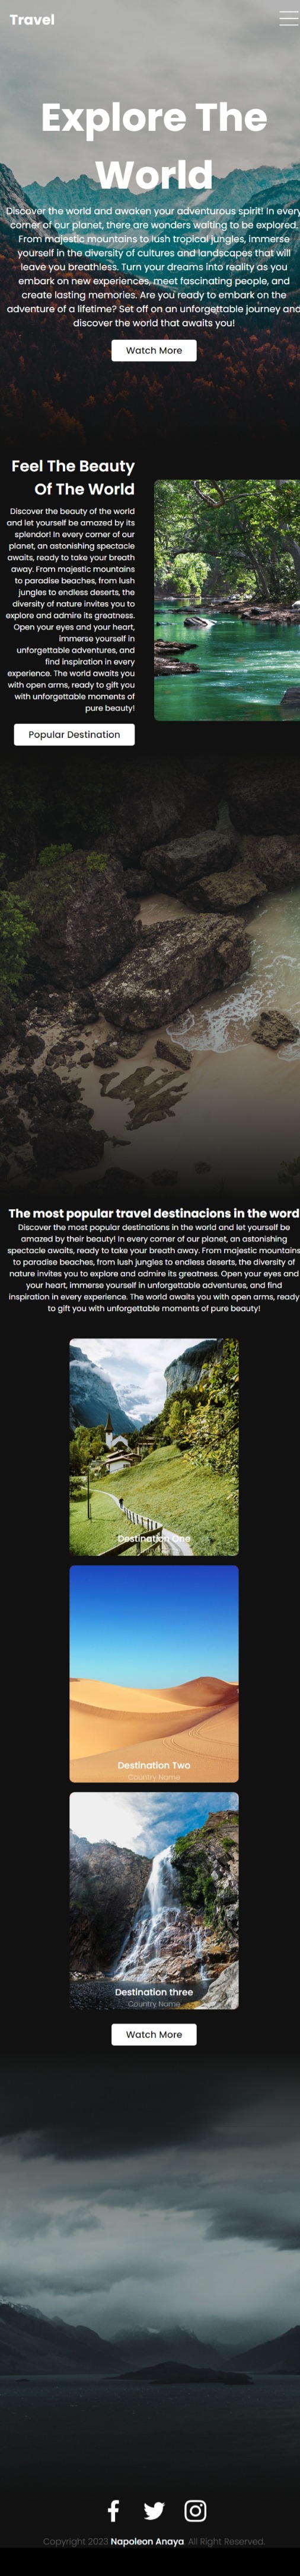 Travel
Explore The
World
Discover the world and awaken your adventurous spirit! In every
corner of our planet, there are wonders waiting to be explored.
From majestic mountains to lush tropical jungles, immerse
yourself in the diversity of cultures and landscapes that will
leave you breathless. Turn your dreams into reality as you
embark on new experiences, meet fascinating people, and
create lasting memories. Are you ready to embark on the
adventure of a lifetime? Set off on an unforgettable journey and
discover the world that awaits you!
Watch More
Feel The Beauty
Of The World
Discover the beauty of the world
and let yourself be amazed by its
splendor! In every corner of our
planet, an astonishing spectacle
awaits, ready to take your breath
away. From majestic mountains
to paradise beaches, from lush
jungles to endless deserts, the
diversity of nature invites you to
explore and admire its greatness.
Open your eyes and your heart,
immerse yourself in
unforgettable adventures, and
find inspiration in every
experience. The world awaits you
with open arms, ready to gift you
with unforgettable moments of
pure beauty!
Popular Destination
The most popular travel destinacions in the word
Discover the most popular destinations in the world and let yourself be
amazed by their beauty! In every corner of our planet, an astonishing
spectacle awaits, ready to take your breath away. From majestic mountains
to paradise beaches, from lush jungles to endless deserts, the diversity of
nature invites you to explore and admire its greatness. Open your eyes and
your heart, immerse yourself in unforgettable adventures, and find
inspiration in every experience. The world awaits you with open arms, ready
to gift you with unforgettable moments of pure beauty!
Destination One
Destination Two
Country Name
Destination three
Country Name
Watch More
Copyright 2023 Napoleon Anaya. All Right Reserved.